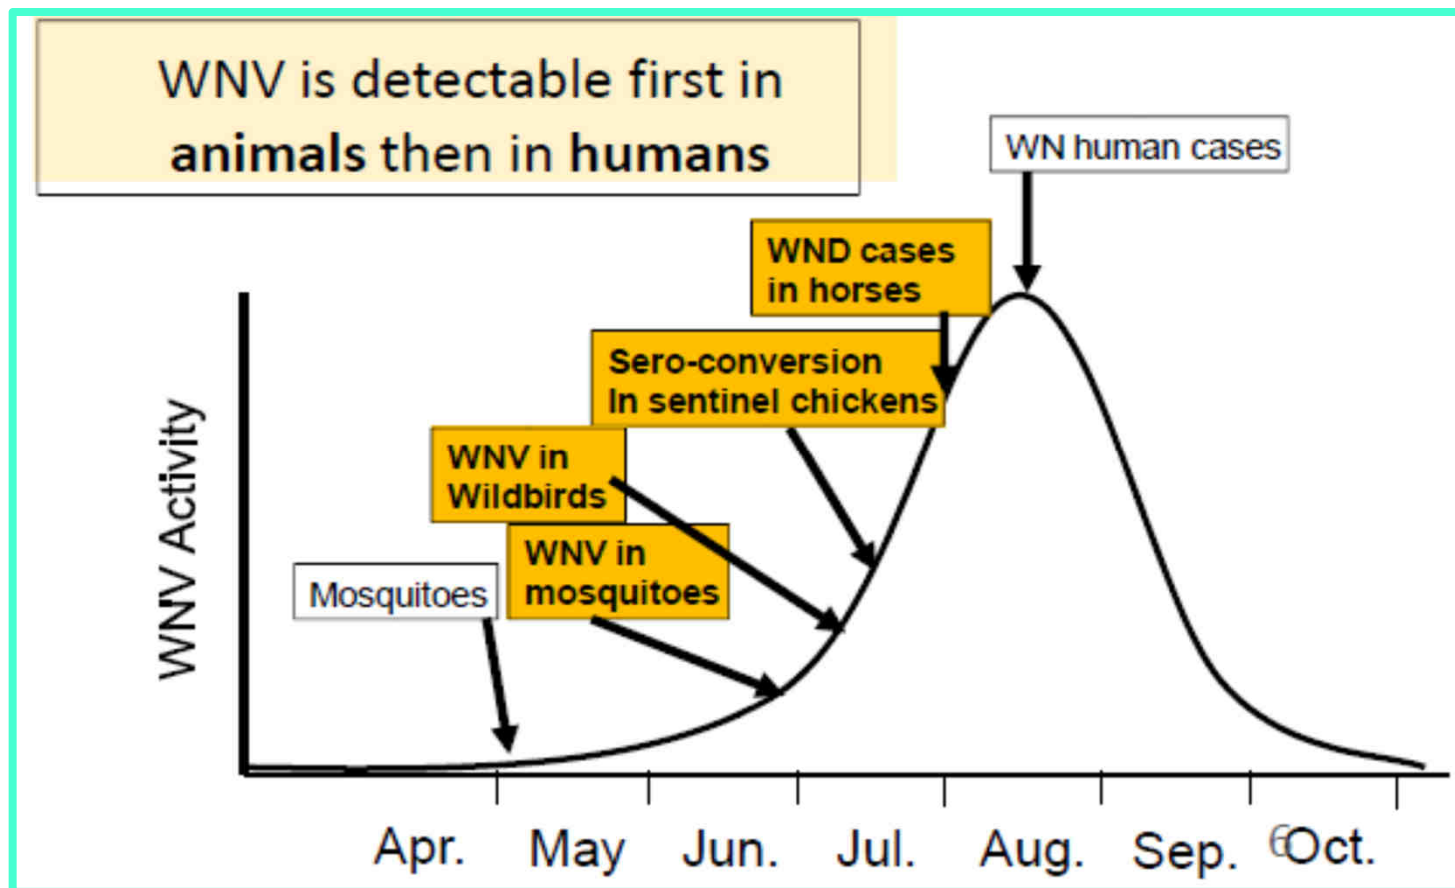 WNV is detectable first in
animals then in humans
WN human cases
WND cases
in horses
Sero-conversion
In sentinel chickens
WNV in
Wildbirds
WNV in
mosquitoes
Mosquitoes
WNV Activity
Apr. May Jun. Jul. Aug. Sep. Oct.
6